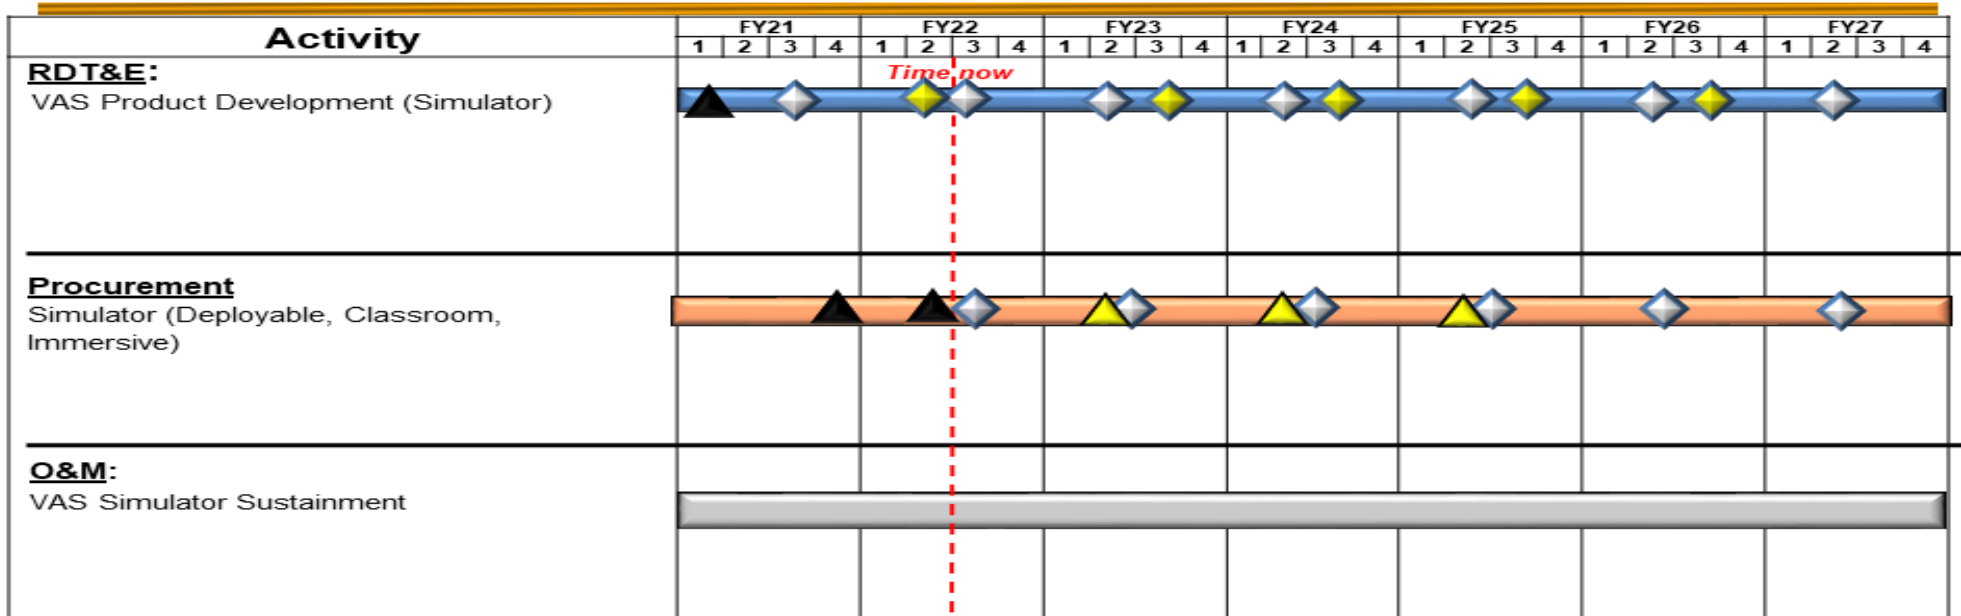 Activity
FY21 FY22 FY23 FY24 FY25 FY26 FY27
1 2 3 4 1 2 3 4 1 2 3 4 1 2 3 4 1 2 3 4 1 2 3 4 1 2 3 4
RDT&E:
Time now
VAS Product Development (Simulator)
Procurement
Simulator (Deployable, Classroom,
Immersive)
O&M:
VAS Simulator Sustainment